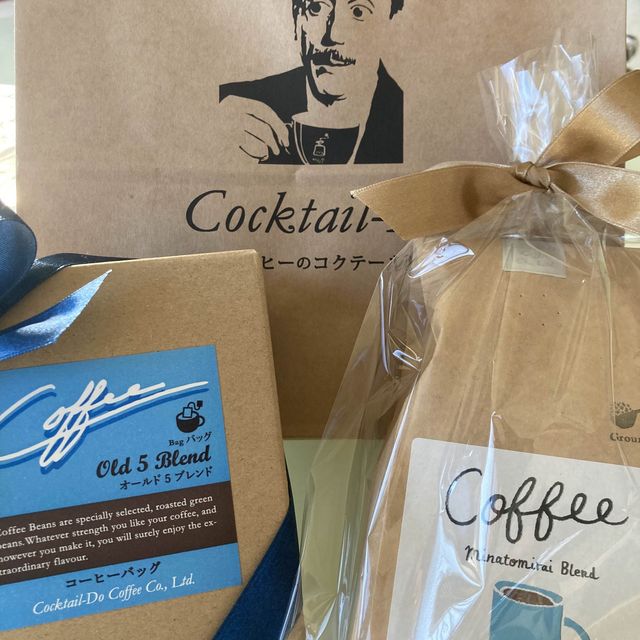 Cocktail-
ヒーのコクテー
Coffee
Bag バッグ
Old 5 Blend
オールド5ブレンド
Coffee Beans are specially selected, roasted green
beans. Whatever strength you like your coffee, and
however you make it, you will surely enjoy the ex-
traordinary flavour.
コーヒーバッグ
Cocktail-Do Coffee Co., Ltd.
Groun
Coffee
Minatomirai Blend